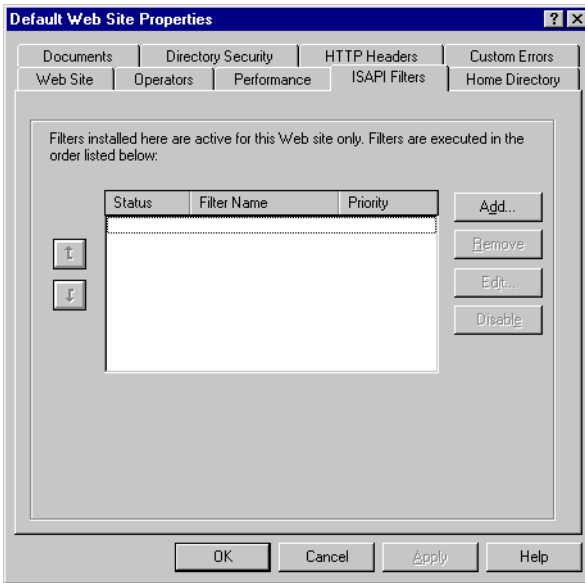 Default Web Site Properties
Documents
Directory Security
HTTP Headers
Custom Errors
Web Site
Operators
Performance
ISAPI Filters
Home Directory
Filters installed here are active for this Web site only. Filters are executed in the
order listed below:
Status
Filter Name
Priority
Add...
Remove
Edit...
Disable
OK
Cancel
Apply
Help